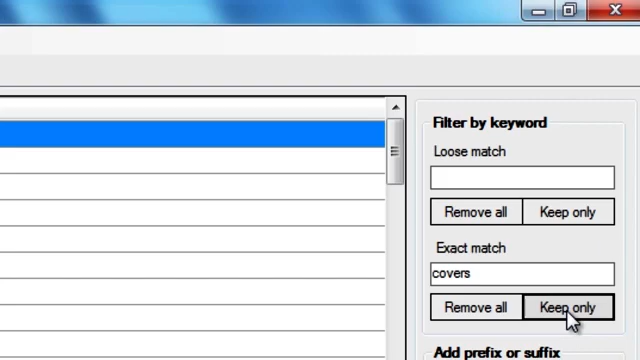 Filter by keyword
Loose match
Remove all Keep only
Exact match
covers
Remove all Keep only
Add prefix or suffix